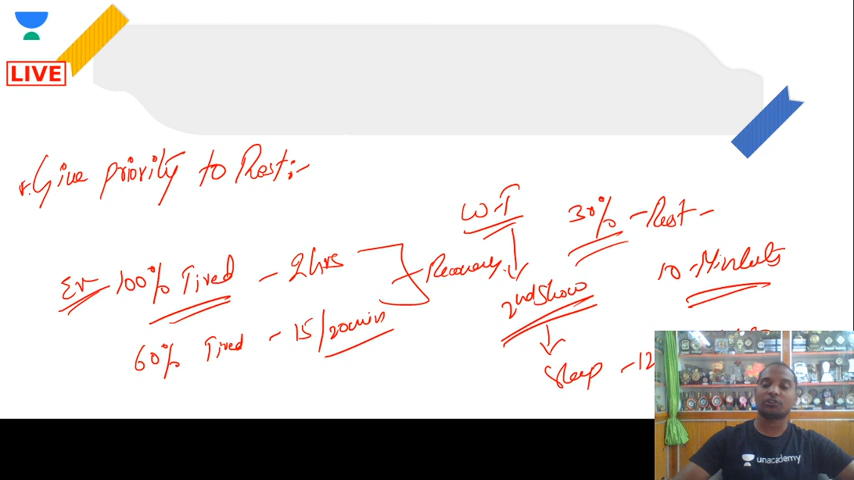 LIVE
Give priority to Rest:-
W.T
30% - Rest -
Ex 100% Tired - 2hrs
Recovery
10-Minutes
2nd Show
60% Tired - 15/20min
Sleep - 12
unacademy